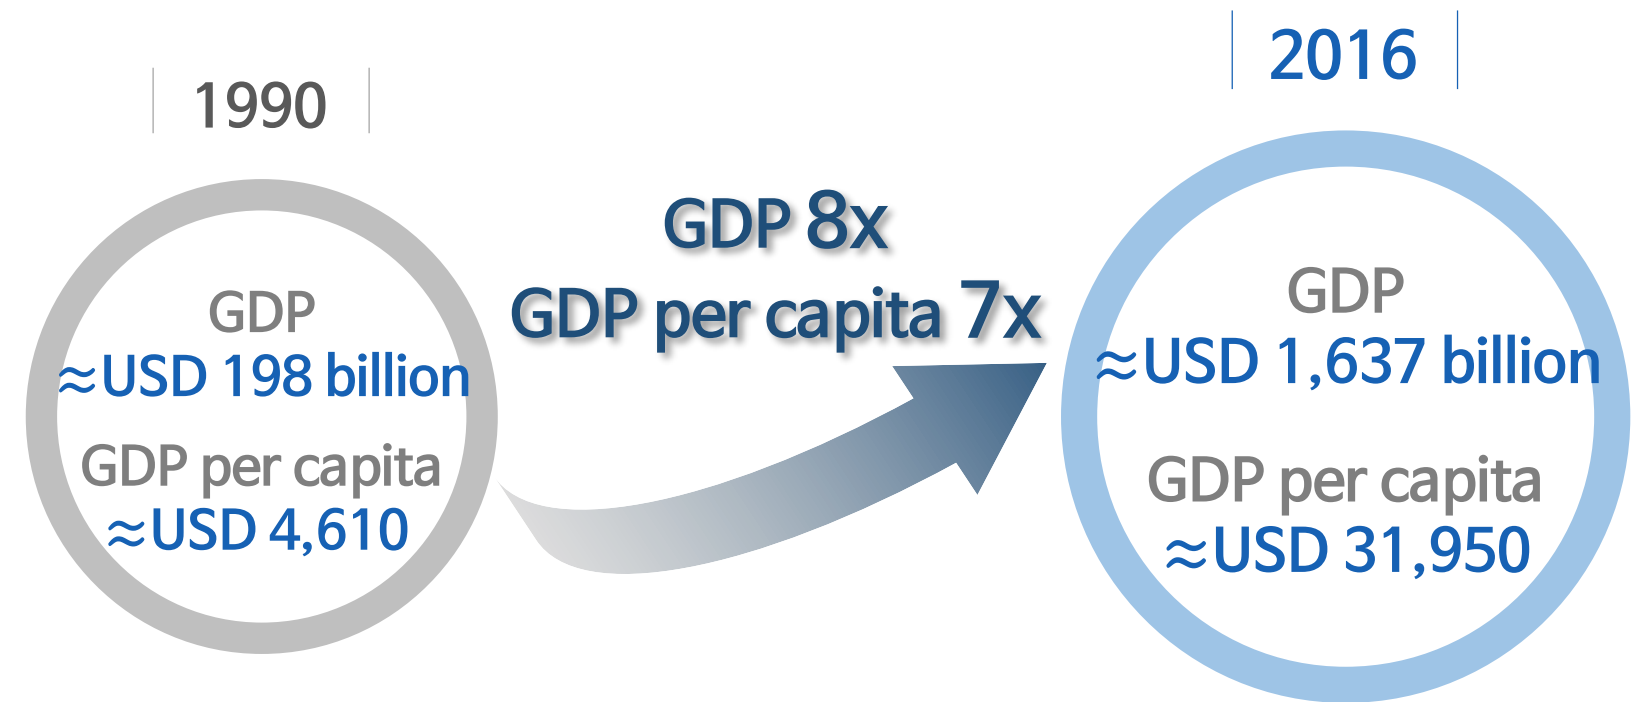 1990
GDP
≈USD 198 billion
GDP per capita
≈USD 4,610
GDP 8x
GDP per capita 7x
2016
GDP
≈USD 1,637 billion
GDP per capita
≈USD 31,950